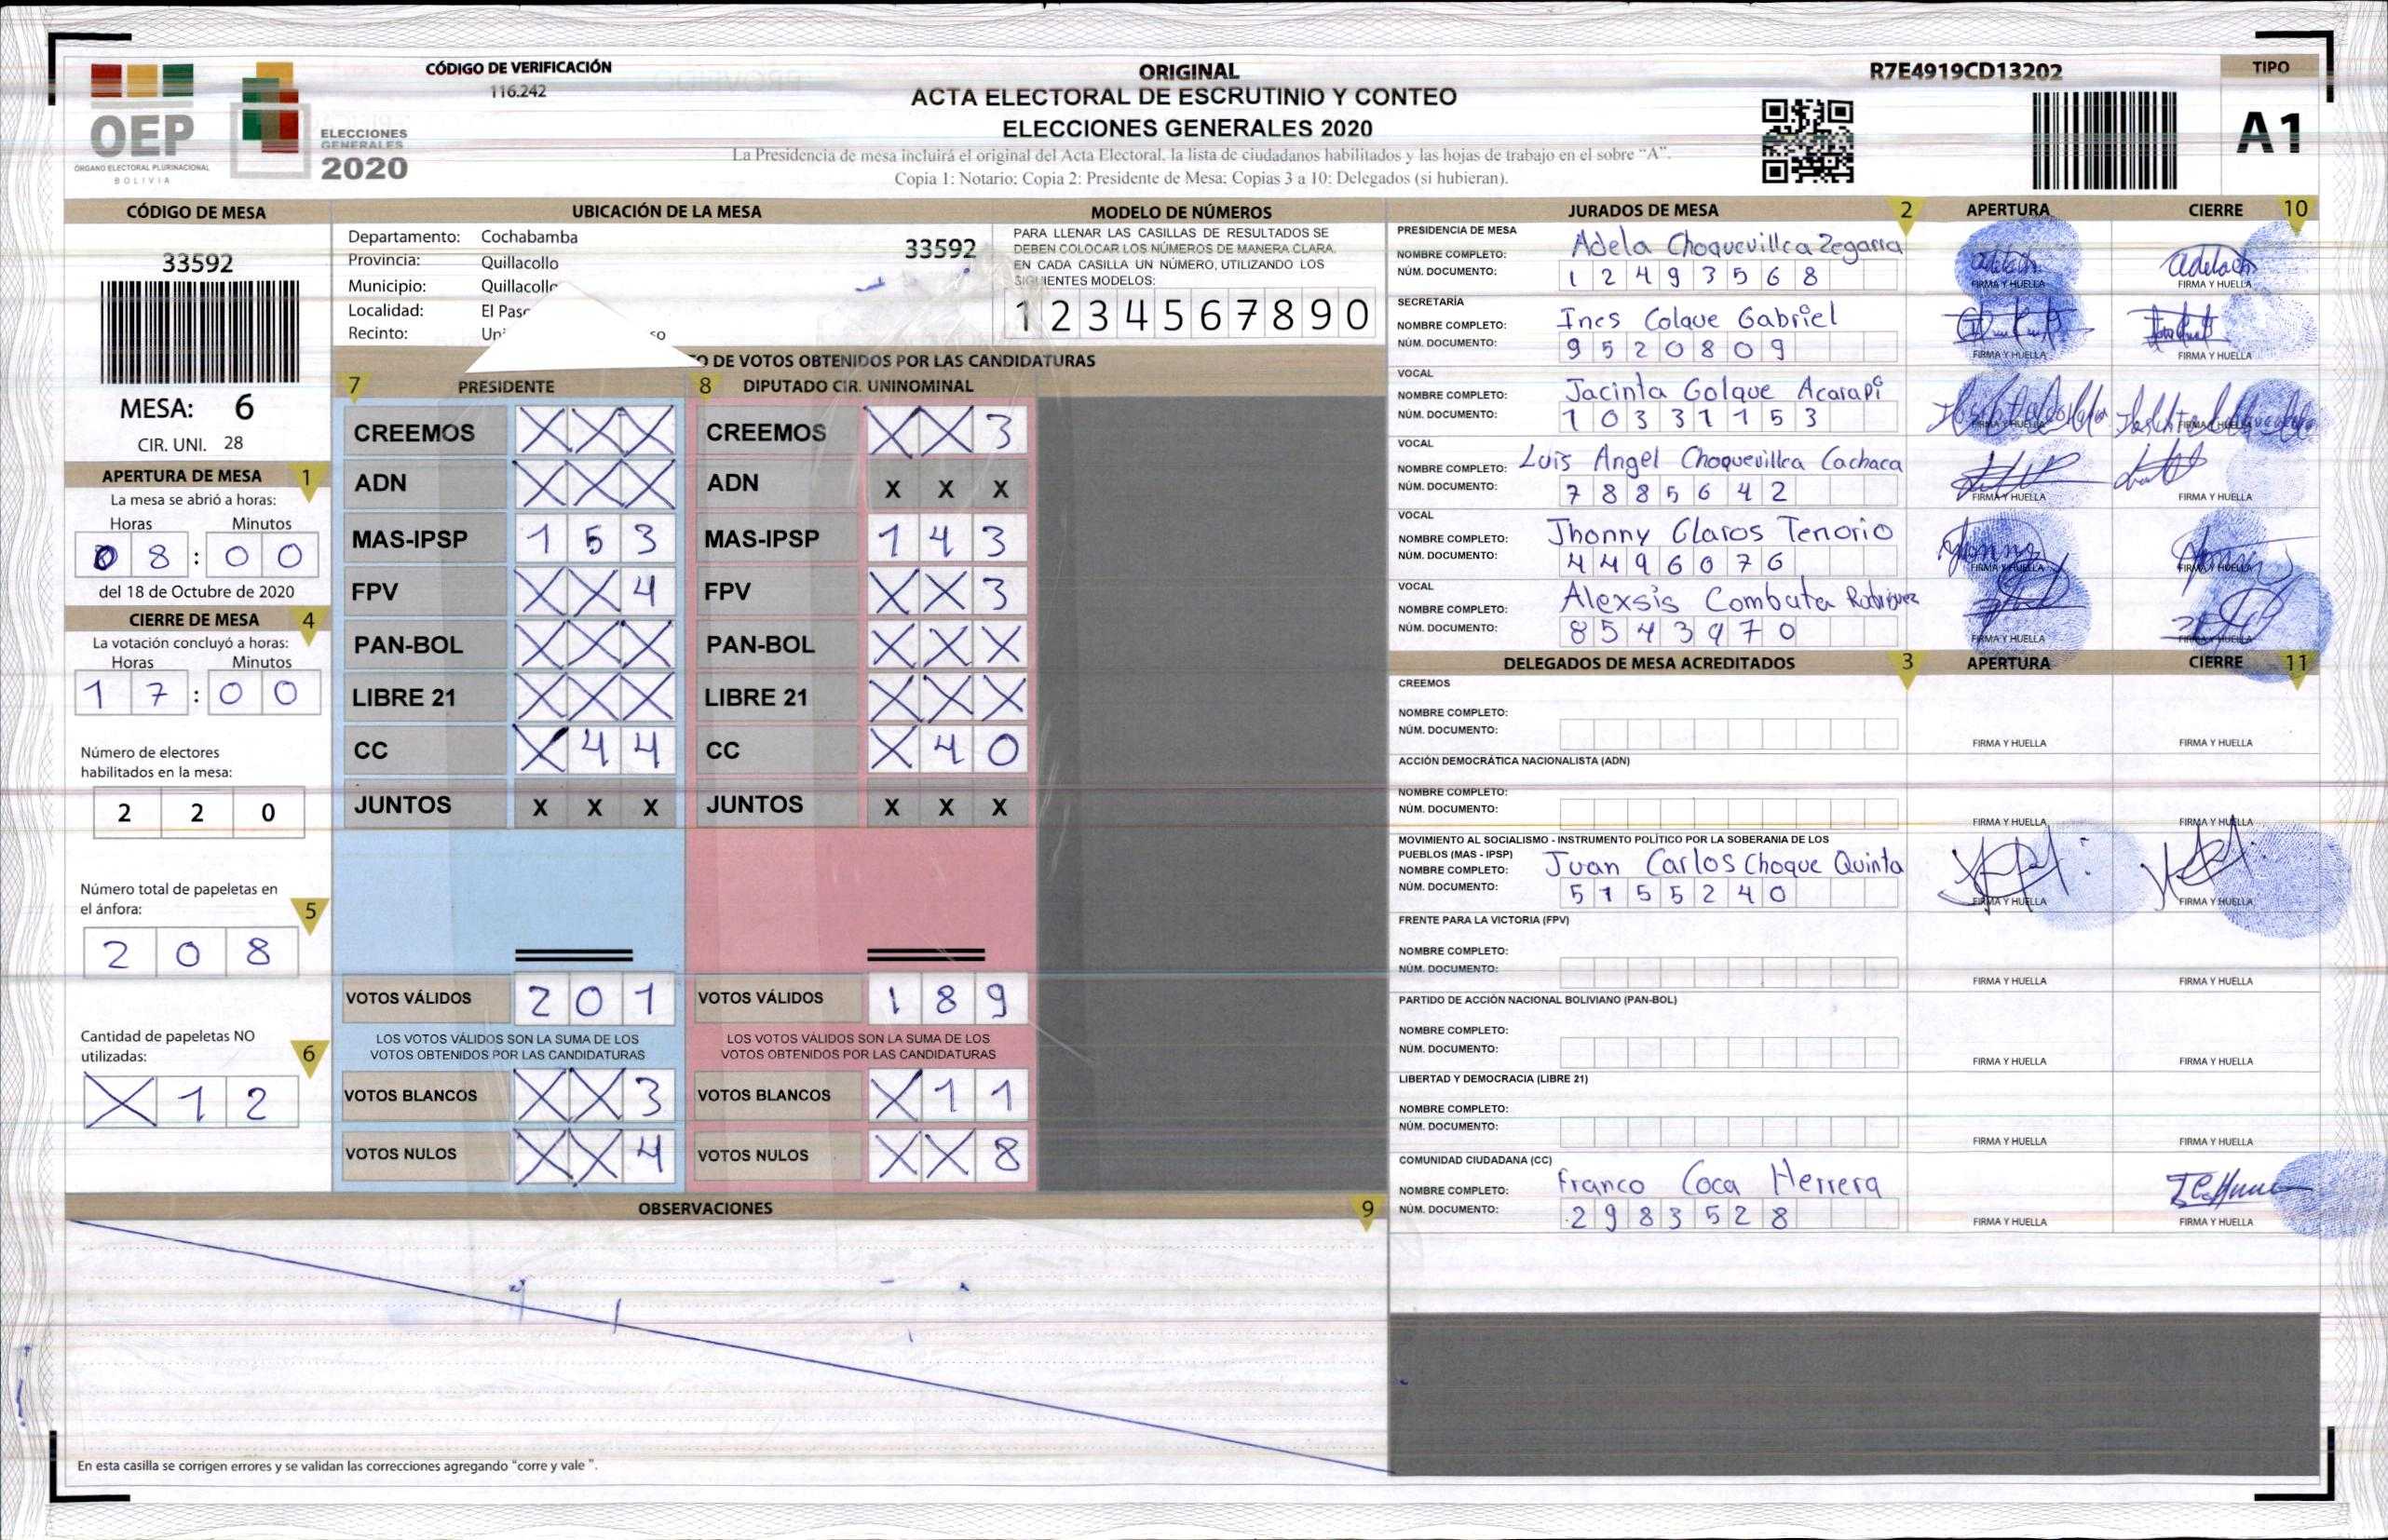 CÓDIGO DE VERIFICACIÓN
116.242
OEP
ÓRGANO ELECTORAL PLURINACIONAL
BOLIVIA
ELECCIONES
GENERALES
2020
ORIGINAL
ACTA ELECTORAL DE ESCRUTINIO Y CONTEO
ELECCIONES GENERALES 2020
La Presidencia de mesa incluirá el original del Acta Electoral, la lista de ciudadanos habilitados y las hojas de trabajo en el sobre "A".
Copia 1: Notario; Copia 2: Presidente de Mesa; Copias 3 a 10: Delegados (si hubieran).
R7E4919CD13202
TIPO
A1
CÓDIGO DE MESA
33592
MESA: 6
CIR. UNI. 28
APERTURA DE MESA 1
La mesa se abrió a horas:
Horas Minutos
0 8 : 0 0
del 18 de Octubre de 2020
CIERRE DE MESA 4
La votación concluyó a horas:
Horas Minutos
1 7 : 0 0
Número de electores
habilitados en la mesa:
2 2 0
Número total de papeletas en
el ánfora: 5
2 0 8
Cantidad de papeletas NO
utilizadas: 6
X 1 2
UBICACIÓN DE LA MESA
Departamento: Cochabamba
33592
Provincia: Quillacollo
Municipio: Quillacollo
Localidad: El Paso
Recinto:
MODELO DE NÚMEROS
PARA LLENAR LAS CASILLAS DE RESULTADOS SE
DEBEN COLOCAR LOS NÚMEROS DE MANERA CLARA.
EN CADA CASILLA UN NÚMERO, UTILIZANDO LOS
SIGUIENTES MODELOS:
1 2 3 4 5 6 7 8 9 0
DE VOTOS OBTENIDOS POR LAS CANDIDATURAS
7 PRESIDENTE
CREEMOS X X X
ADN X X X
MAS-IPSP 1 5 3
FPV X X 4
PAN-BOL X X X
LIBRE 21 X X X
CC X 4 4
JUNTOS X X X
VOTOS VÁLIDOS 2 0 1
LOS VOTOS VÁLIDOS SON LA SUMA DE LOS
VOTOS OBTENIDOS POR LAS CANDIDATURAS
VOTOS BLANCOS X X 3
VOTOS NULOS X X 4
8 DIPUTADO CIR. UNINOMINAL
CREEMOS X X 3
ADN X X X
MAS-IPSP 1 4 3
FPV X X 3
PAN-BOL X X X
LIBRE 21 X X X
CC X 4 0
JUNTOS X X X
VOTOS VÁLIDOS 1 8 9
LOS VOTOS VÁLIDOS SON LA SUMA DE LOS
VOTOS OBTENIDOS POR LAS CANDIDATURAS
VOTOS BLANCOS X 1 1
VOTOS NULOS X X 8
OBSERVACIONES 9
En esta casilla se corrigen errores y se validan las correcciones agregando "corre y vale ".
JURADOS DE MESA 2 APERTURA CIERRE 10
PRESIDENCIA DE MESA
NOMBRE COMPLETO: Adela Choquevillca Zegarra
NÚM. DOCUMENTO: 1 2 4 9 3 5 6 8
FIRMA Y HUELLA FIRMA Y HUELLA
SECRETARÍA
NOMBRE COMPLETO: Ines Colque Gabriel
NÚM. DOCUMENTO: 9 5 2 0 8 0 9
FIRMA Y HUELLA FIRMA Y HUELLA
VOCAL
NOMBRE COMPLETO: Jacinta Golque Acarapi
NÚM. DOCUMENTO: 1 0 3 3 1 1 5 3
FIRMA Y HUELLA FIRMA Y HUELLA
VOCAL
NOMBRE COMPLETO: Luis Angel Choquevillca Cachaca
NÚM. DOCUMENTO: 7 8 8 5 6 4 2
FIRMA Y HUELLA FIRMA Y HUELLA
VOCAL
NOMBRE COMPLETO: Jhonny Claros Tenorio
NÚM. DOCUMENTO: 4 4 9 6 0 7 6
FIRMA Y HUELLA FIRMA Y HUELLA
VOCAL
NOMBRE COMPLETO: Alexsis Combata Rodriguez
NÚM. DOCUMENTO: 8 5 4 3 9 7 0
FIRMA Y HUELLA FIRMA Y HUELLA
DELEGADOS DE MESA ACREDITADOS 3 APERTURA CIERRE 11
CREEMOS
NOMBRE COMPLETO:
NÚM. DOCUMENTO:
FIRMA Y HUELLA FIRMA Y HUELLA
ACCIÓN DEMOCRÁTICA NACIONALISTA (ADN)
NOMBRE COMPLETO:
NÚM. DOCUMENTO:
FIRMA Y HUELLA FIRMA Y HUELLA
MOVIMIENTO AL SOCIALISMO - INSTRUMENTO POLÍTICO POR LA SOBERANIA DE LOS
PUEBLOS (MAS - IPSP)
NOMBRE COMPLETO: Juan Carlos Choque Quinta
NÚM. DOCUMENTO: 5 1 5 5 2 4 0
FIRMA Y HUELLA FIRMA Y HUELLA
FRENTE PARA LA VICTORIA (FPV)
NOMBRE COMPLETO:
NÚM. DOCUMENTO:
FIRMA Y HUELLA FIRMA Y HUELLA
PARTIDO DE ACCIÓN NACIONAL BOLIVIANO (PAN-BOL)
NOMBRE COMPLETO:
NÚM. DOCUMENTO:
FIRMA Y HUELLA FIRMA Y HUELLA
LIBERTAD Y DEMOCRACIA (LIBRE 21)
NOMBRE COMPLETO:
NÚM. DOCUMENTO:
FIRMA Y HUELLA FIRMA Y HUELLA
COMUNIDAD CIUDADANA (CC)
NOMBRE COMPLETO: Franco Coca Herrera
NÚM. DOCUMENTO: 2 9 8 3 5 2 8
FIRMA Y HUELLA FIRMA Y HUELLA